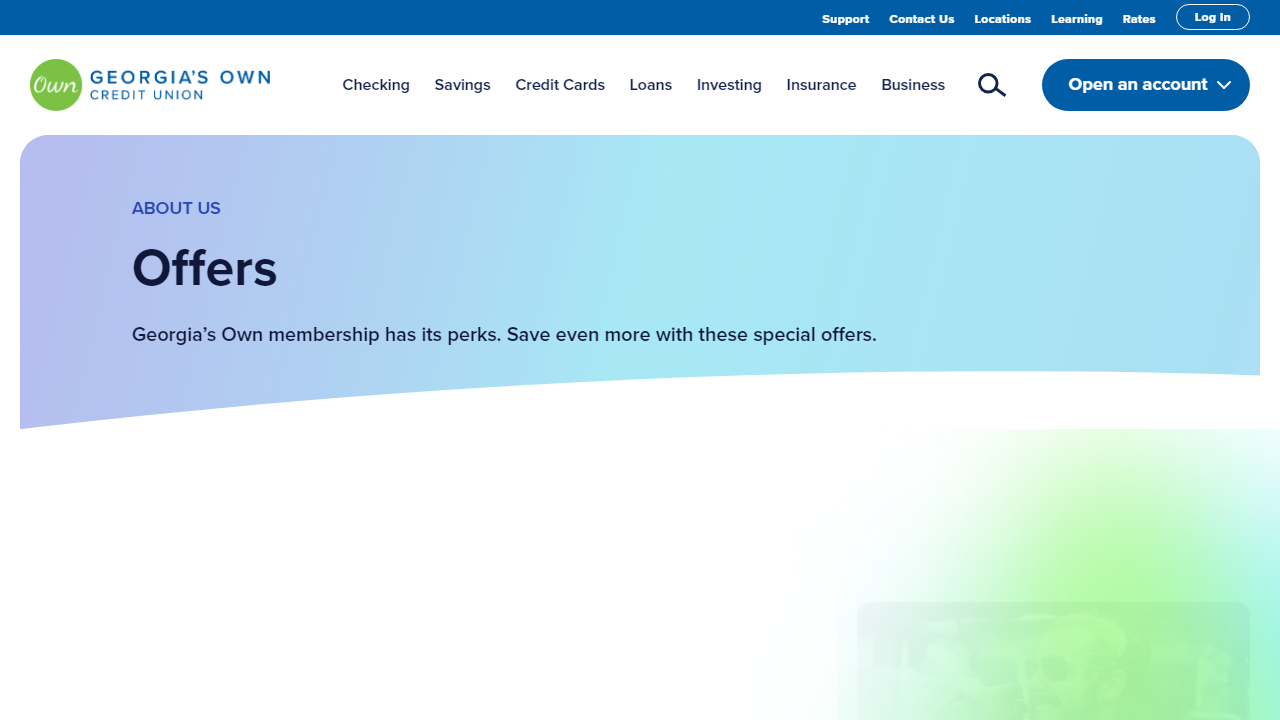 Support Contact Us Locations Learning Rates Log In
Own GEORGIA'S OWN
CREDIT UNION
Checking Savings Credit Cards Loans Investing Insurance Business Open an account
ABOUT US
Offers
Georgia’s Own membership has its perks. Save even more with these special offers.